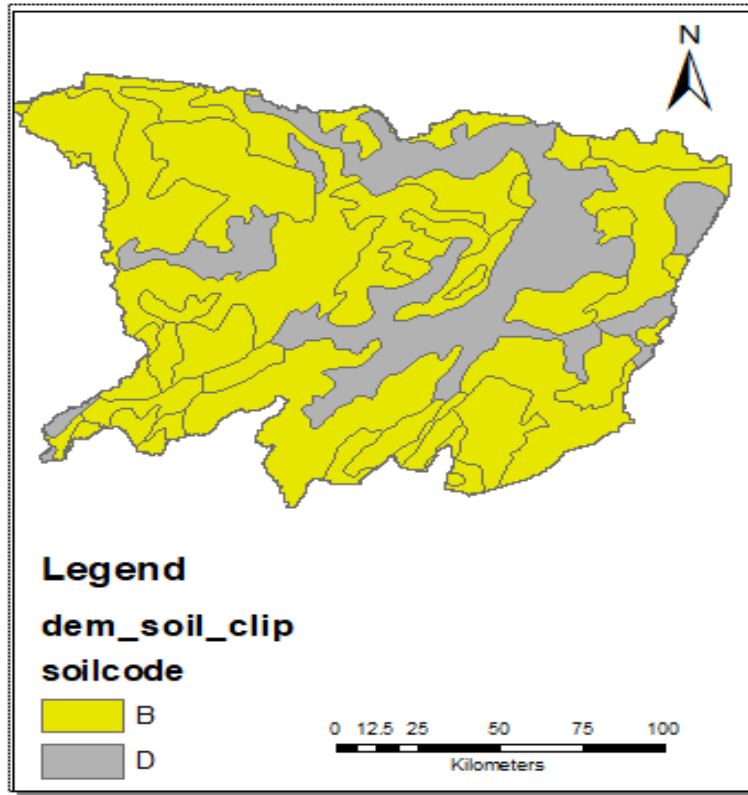 N
Legend
dem_soil_clip
soilcode
B
D
0 12.5 25 50 75 100
Kilometers